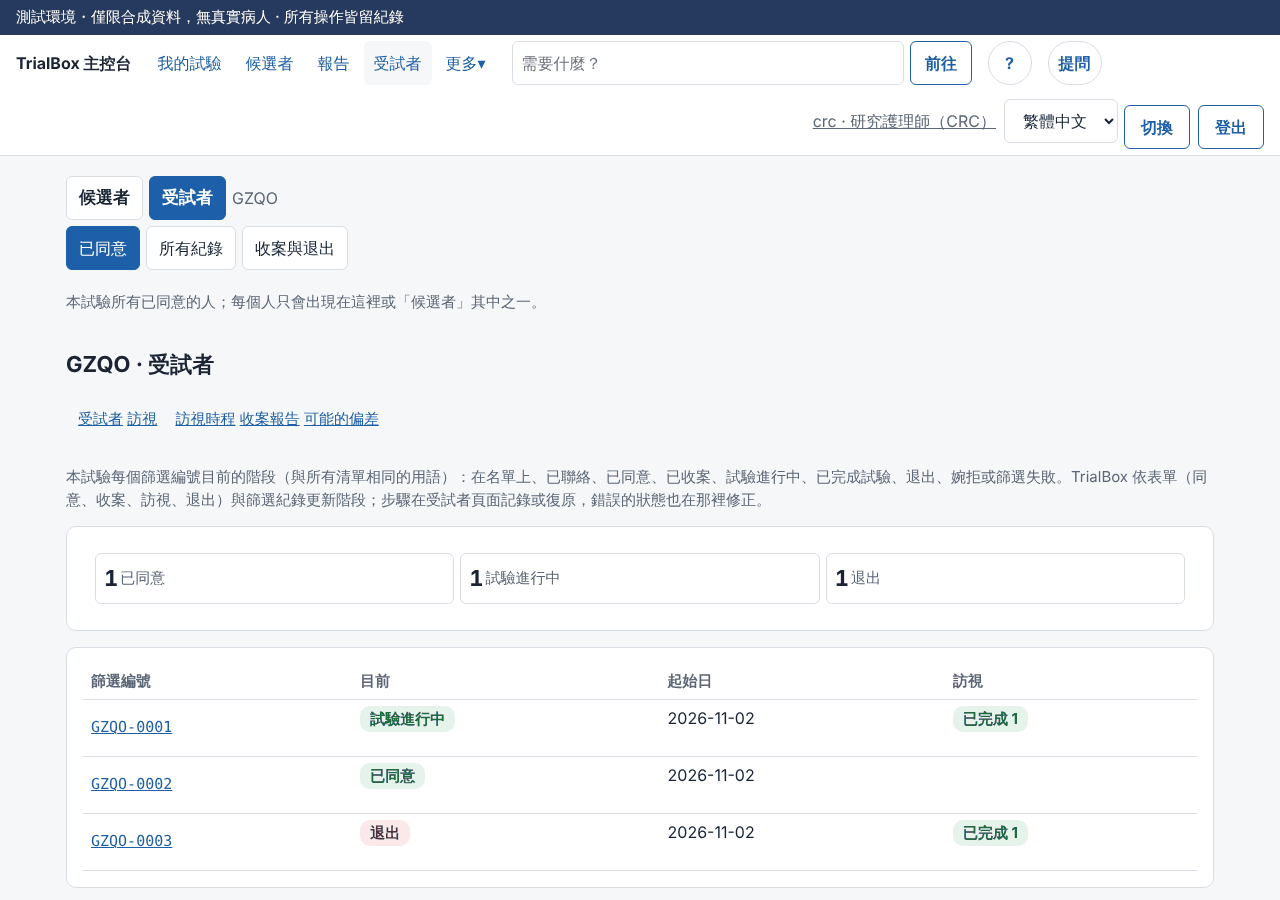 測試環境・僅限合成資料，無真實病人 · 所有操作皆留紀錄
TrialBox 主控台 我的試驗 候選者 報告 受試者 更多▾ 需要什麼？ 前往 ? 提問
crc · 研究護理師（CRC） 繁體中文 切換 登出
候選者 受試者 GZQO
已同意 所有紀錄 收案與退出
本試驗所有已同意的人；每個人只會出現在這裡或「候選者」其中之一。
GZQO · 受試者
受試者 訪視 訪視時程 收案報告 可能的偏差
本試驗每個篩選編號目前的階段（與所有清單相同的用語）：在名單上、已聯絡、已同意、已收案、試驗進行中、已完成試驗、退出、婉拒或篩選失敗。TrialBox 依表單（同
意、收案、訪視、退出）與篩選紀錄更新階段；步驟在受試者頁面記錄或復原，錯誤的狀態也在那裡修正。
1 已同意 1 試驗進行中 1 退出
篩選編號 目前 起始日 訪視
GZQO-0001 試驗進行中 2026-11-02 已完成 1
GZQO-0002 已同意 2026-11-02
GZQO-0003 退出 2026-11-02 已完成 1